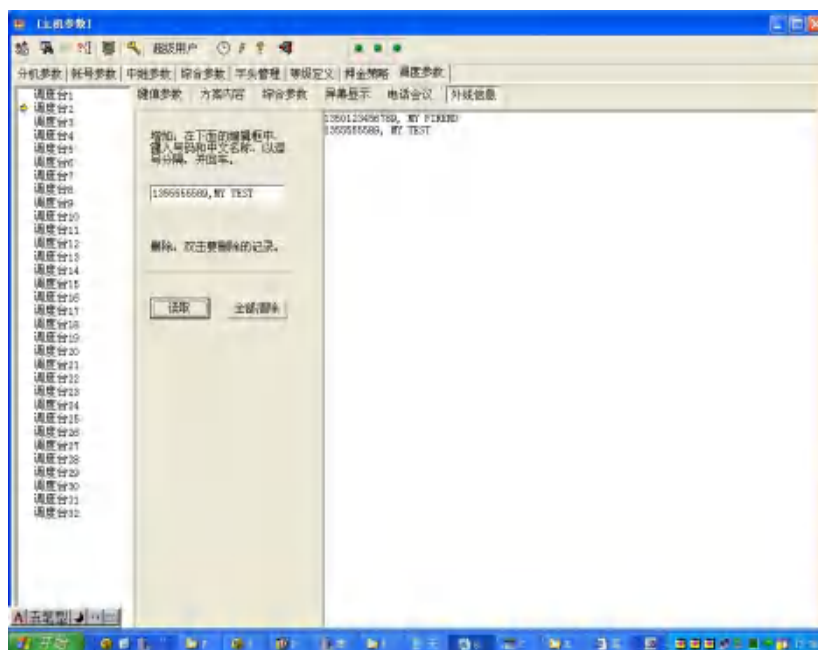 [主机参数]
超级用户
分机参数 帐号参数 中继参数 综合参数 字头管理 等级定义 押金策略 调度参数
键值参数 方案内容 综合参数 屏幕显示 电话会议 外线信息
调度台1
调度台2
调度台3
调度台4
调度台5
调度台6
调度台7
调度台8
调度台9
调度台10
调度台11
调度台12
调度台13
调度台14
调度台15
调度台16
调度台17
调度台18
调度台19
调度台20
调度台21
调度台22
调度台23
调度台24
调度台25
调度台26
调度台27
调度台28
调度台29
调度台30
调度台31
调度台32
增加: 在下面的编辑框中,
键入号码和中文名称, 以逗
号分隔, 并回车。
1355555589,MY TEST
删除: 双击要删除的记录。
读取 全部清除
1350123456789, MY FIREND
1355555589, MY TEST
五笔型
开始